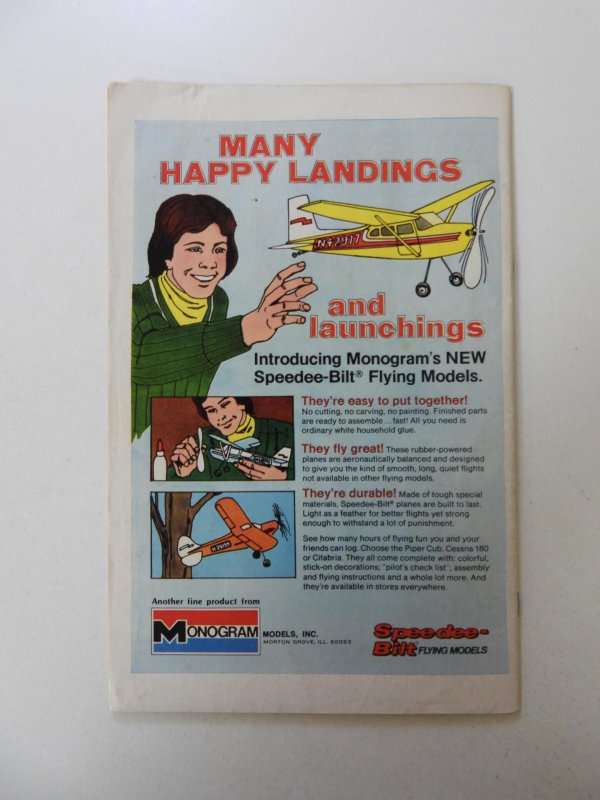 MANY
HAPPY LANDINGS
N42917
and
launchings
Introducing Monogram's NEW
Speedee-Bilt® Flying Models.
They're easy to put together!
No cutting, no carving, no painting. Finished parts
are ready to assemble...fast! All you need is
ordinary white household glue.
They fly great! These rubber-powered
planes are aeronautically balanced and designed
to give you the kind of smooth, long, quiet flights
not available in other flying models.
They're durable! Made of tough special
materials, Speedee-Bilt® planes are built to last.
Light as a feather for better flights yet strong
enough to withstand a lot of punishment.
See how many hours of flying fun you and your
friends can log. Choose the Piper Cub, Cessna 180
or Citabria. They all come complete with: colorful,
stick-on decorations; "pilot's check list"; assembly
and flying instructions and a whole lot more. And
they're available in stores everywhere.
Another fine product from
MONOGRAM MODELS, INC.
MORTON GROVE, ILL. 60053
Speedee-
Bilt® FLYING MODELS